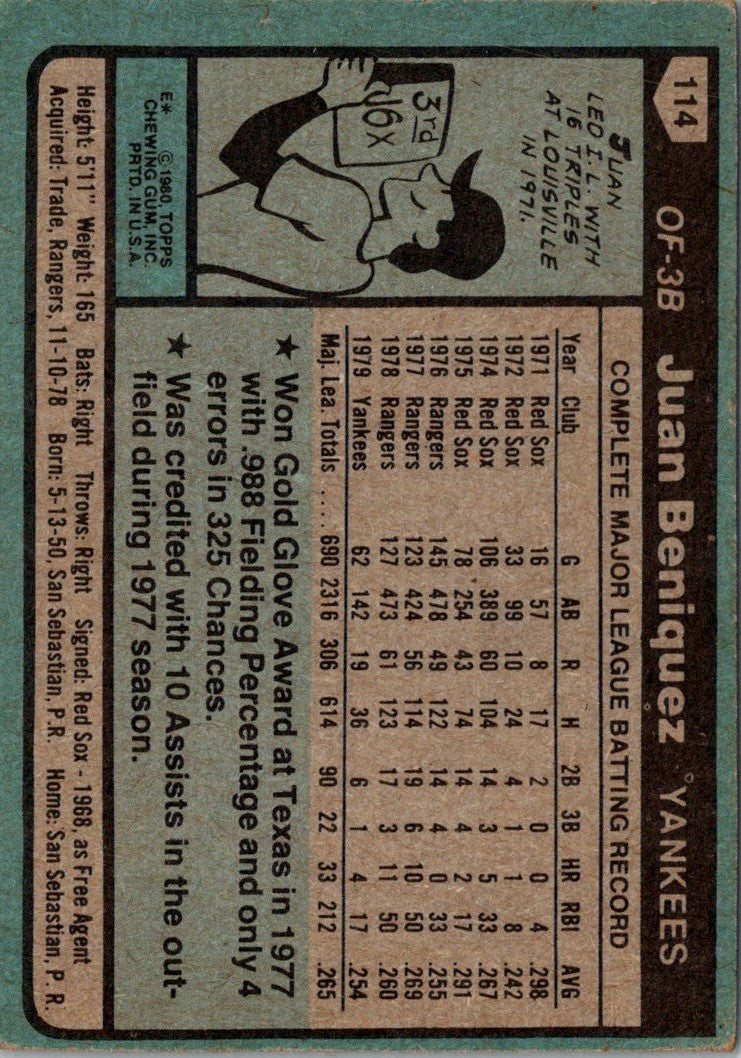 114
OF-3B Juan Beniquez YANKEES
JUAN
LED I.L. WITH
16 TRIPLES
AT LOUISVILLE
IN 1971.
3rd
16X
E* © 1980 TOPPS
CHEWING GUM, INC.
PRTD. IN U.S.A.
COMPLETE MAJOR LEAGUE BATTING RECORD
Year Club G AB R H 2B 3B HR RBI AVG
1971 Red Sox 16 57 8 17 2 0 0 4 .298
1972 Red Sox 33 99 10 24 4 1 1 8 .242
1974 Red Sox 106 389 60 104 14 3 5 33 .267
1975 Red Sox 78 254 43 74 14 4 2 17 .291
1976 Rangers 145 478 49 122 14 4 0 33 .255
1977 Rangers 123 424 56 114 19 6 10 50 .269
1978 Rangers 127 473 61 123 17 3 11 50 .260
1979 Yankees 62 142 19 36 6 1 4 17 .254
Maj. Lea. Totals ..... 690 2316 306 614 90 22 33 212 .265
★ Won Gold Glove Award at Texas in 1977
with .988 Fielding Percentage and only 4
errors in 325 Chances.
★ Was credited with 10 Assists in the out-
field during 1977 season.
Height: 5'11" Weight: 165 Bats: Right Throws: Right Signed: Red Sox - 1968, as Free Agent
Acquired: Trade, Rangers, 11-10-78 Born: 5-13-50, San Sebastian, P.R. Home: San Sebastian, P. R.